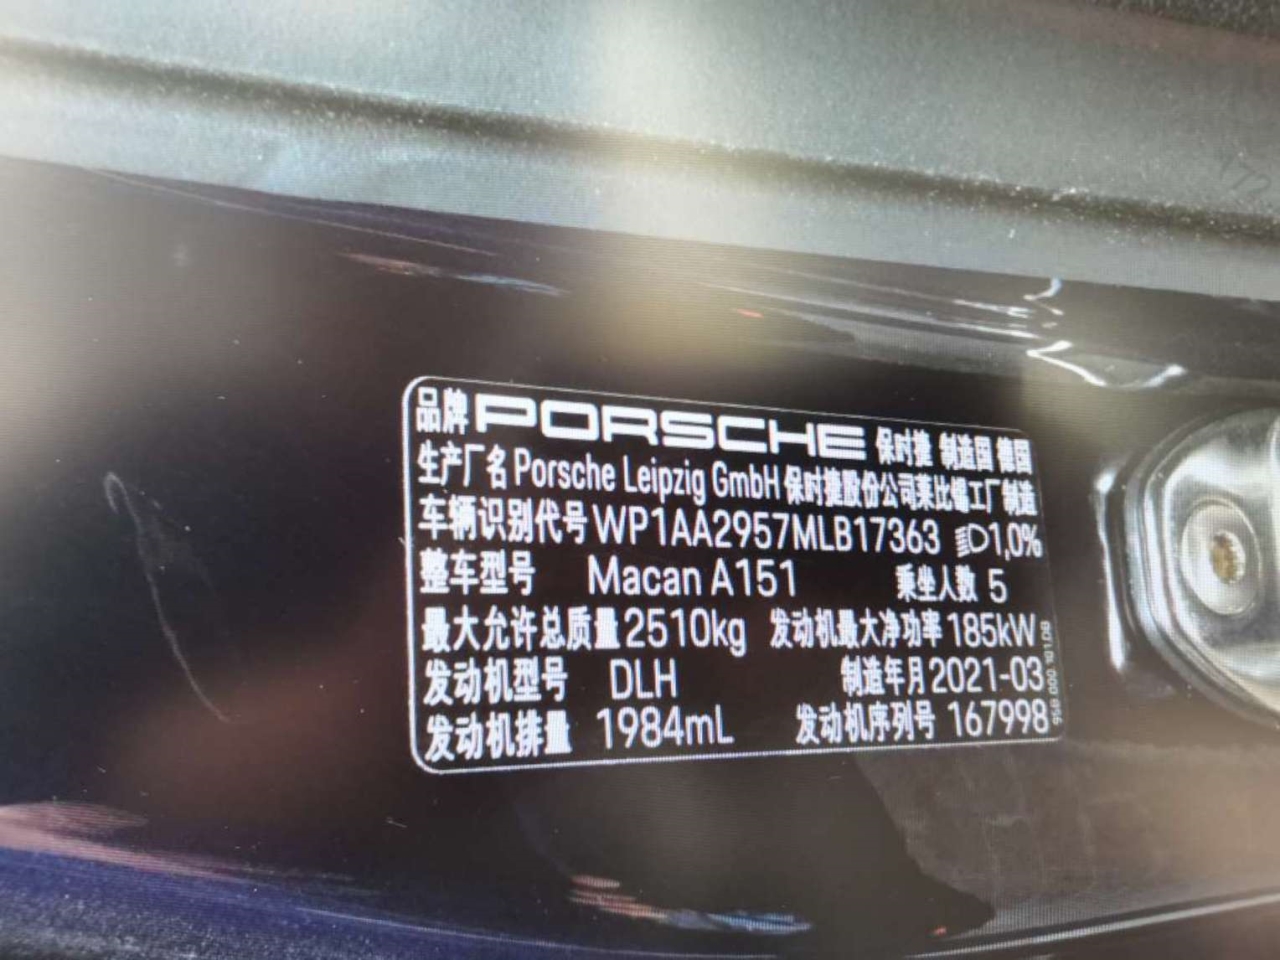 品牌 PORSCHE 保时捷 制造国 德国
生产厂名 Porsche Leipzig GmbH 保时捷股份公司莱比锡工厂制造
车辆识别代号 WP1AA2957MLB17363 1,0%
整车型号 Macan A151 乘坐人数 5
最大允许总质量 2510kg 发动机最大净功率 185kW
发动机型号 DLH 制造年月 2021-03
发动机排量 1984mL 发动机序列号 167998